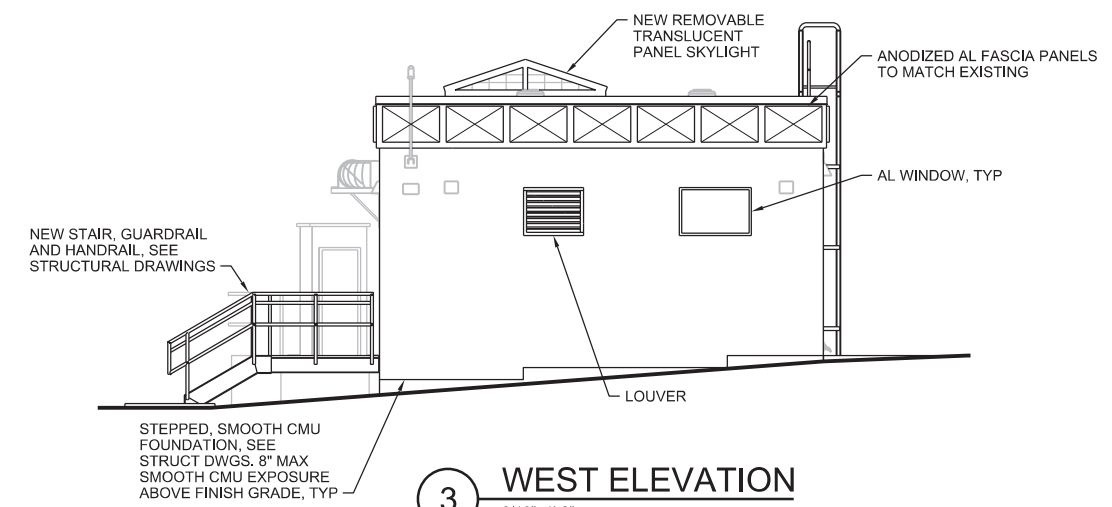 NEW REMOVABLE
TRANSLUCENT
PANEL SKYLIGHT
ANODIZED AL FASCIA PANELS
TO MATCH EXISTING
AL WINDOW, TYP
NEW STAIR, GUARDRAIL
AND HANDRAIL, SEE
STRUCTURAL DRAWINGS
LOUVER
STEPPED, SMOOTH CMU
FOUNDATION, SEE
STRUCT DWGS. 8" MAX
SMOOTH CMU EXPOSURE
ABOVE FINISH GRADE, TYP
3
WEST ELEVATION